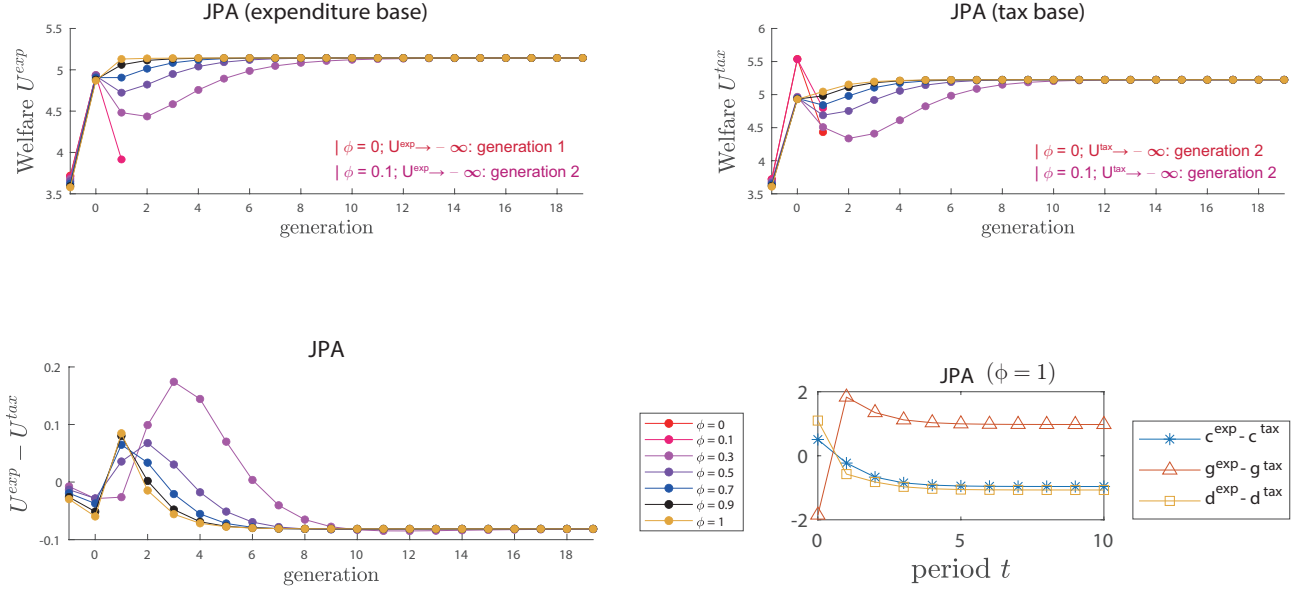 JPA (expenditure base)
Welfare U^exp
5.5
5
4.5
4
3.5
| ϕ = 0; U^exp→ − ∞: generation 1
| ϕ = 0.1; U^exp→ − ∞: generation 2
0 2 4 6 8 10 12 14 16 18
generation
JPA (tax base)
Welfare U^tax
6
5.5
5
4.5
4
3.5
| ϕ = 0; U^tax→ − ∞: generation 2
| ϕ = 0.1; U^tax→ − ∞: generation 2
0 2 4 6 8 10 12 14 16 18
generation
JPA
U^exp − U^tax
0.2
0.1
0
-0.1
0 2 4 6 8 10 12 14 16 18
generation
ϕ = 0
ϕ = 0.1
ϕ = 0.3
ϕ = 0.5
ϕ = 0.7
ϕ = 0.9
ϕ = 1
JPA (ϕ = 1)
2
0
-2
0 5 10
period t
c^exp - c^tax
g^exp - g^tax
d^exp - d^tax